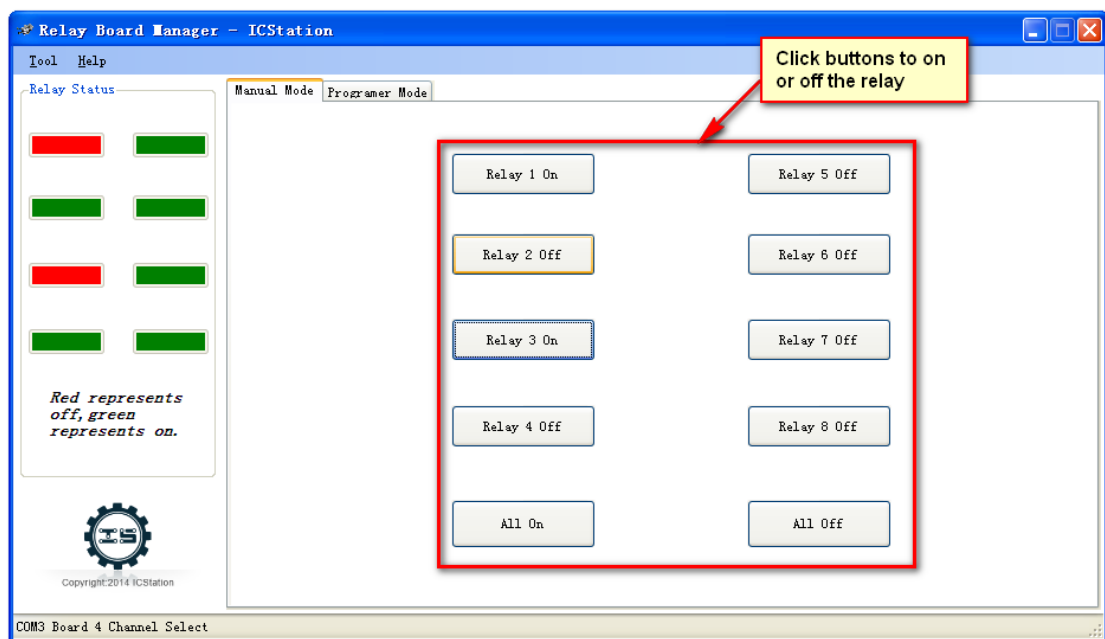 Relay Board Manager - ICStation
Tool Help
Relay Status
Manual Mode Programer Mode
Click buttons to on
or off the relay
Relay 1 On
Relay 5 Off
Relay 2 Off
Relay 6 Off
Relay 3 On
Relay 7 Off
Relay 4 Off
Relay 8 Off
All On
All Off
Red represents
off, green
represents on.
IS
Copyright:2014 ICStation
COM3 Board 4 Channel Select